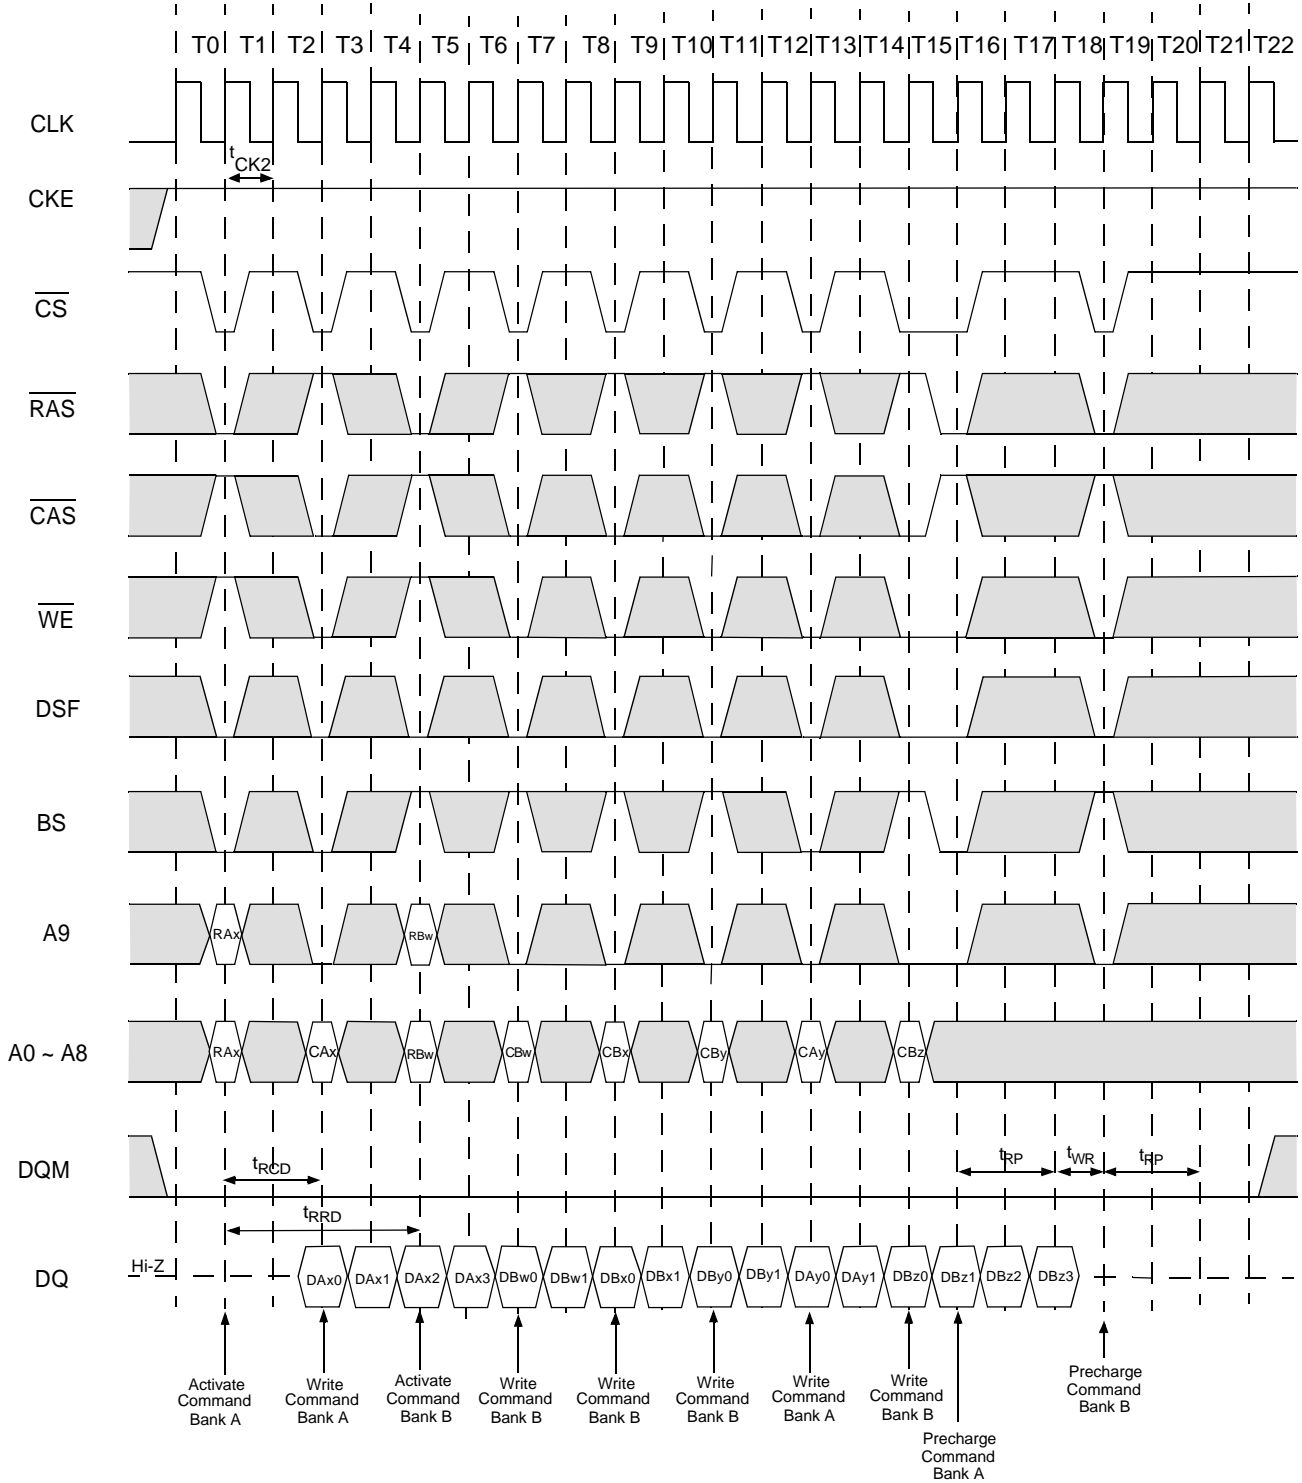 T0 T1 T2 T3 T4 T5 T6 T7 T8 T9 T10 T11 T12 T13 T14 T15 T16 T17 T18 T19 T20 T21 T22
CLK
tCK2
CKE
CS
RAS
CAS
WE
DSF
BS
A9
RAx RBw
A0 ~ A8
RAx CAx RBw CBw CBx CBy CAy CBz
DQM
tRCD tRP tWR tRP
tRRD
DQ
Hi-Z
DAx0 DAx1 DAx2 DAx3 DBw0 DBw1 DBx0 DBx1 DBy0 DBy1 DAy0 DAy1 DBz0 DBz1 DBz2 DBz3
Activate
Command
Bank A
Write
Command
Bank A
Activate
Command
Bank B
Write
Command
Bank B
Write
Command
Bank B
Write
Command
Bank B
Write
Command
Bank A
Write
Command
Bank B
Precharge
Command
Bank A
Precharge
Command
Bank B